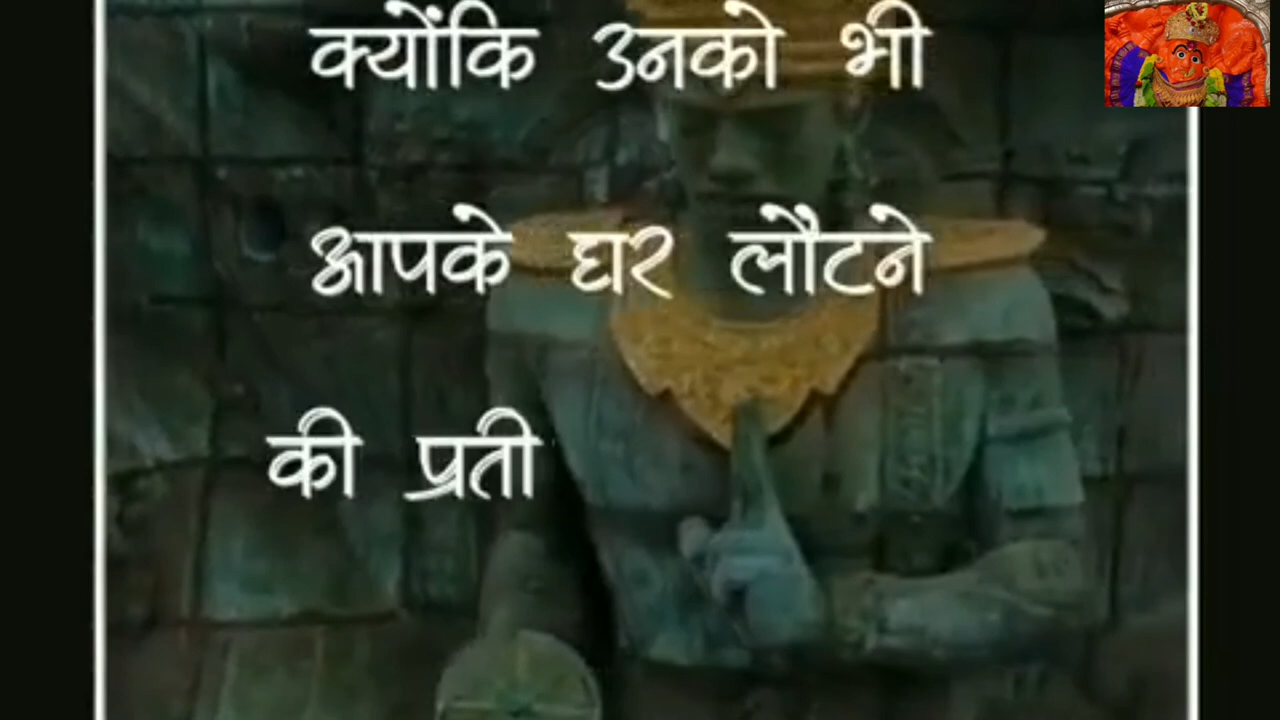 क्योंकि उनको भी
आपके घर लौटने
की प्रती